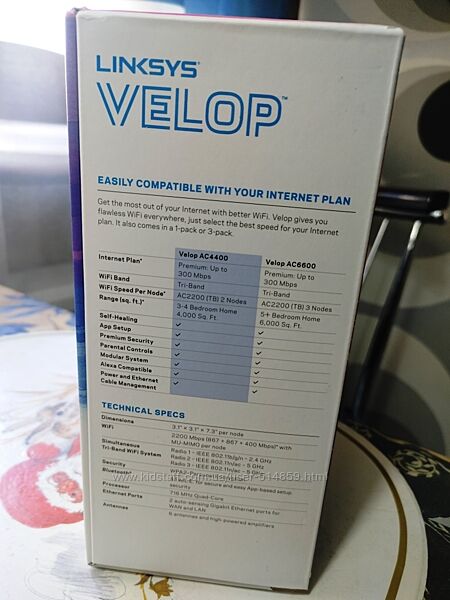 LINKSYS®
VELOP™
EASILY COMPATIBLE WITH YOUR INTERNET PLAN
Get the most out of your Internet with better WiFi. Velop gives you
flawless WiFi everywhere, just select the best speed for your Internet
plan. It also comes in a 1-pack or 3-pack.
Velop AC4400 Velop AC6600
Internet Plan* Premium: Up to 300 Mbps Premium: Up to 300 Mbps
WiFi Band Tri-Band Tri-Band
WiFi Speed Per Node* AC2200 (TB) 2 Nodes AC2200 (TB) 3 Nodes
Range (sq. ft.)* 3-4 Bedroom Home 4,000 Sq. Ft. 5+ Bedroom Home 6,000 Sq. Ft.
Self-Healing ✓ ✓
App Setup ✓ ✓
Premium Security ✓ ✓
Parental Controls ✓ ✓
Modular System ✓ ✓
Alexa Compatible ✓ ✓
Power and Ethernet Cable Management ✓ ✓
TECHNICAL SPECS
Dimensions 3.1" × 3.1" × 7.3" per node
WiFi 2200 Mbps (867 + 867 + 400 Mbps)* with
MU-MIMO per node
Simultaneous Radio 1 - IEEE 802.11b/g/n - 2.4 GHz
Tri-Band WiFi System Radio 2 - IEEE 802.11n/ac - 5 GHz
Radio 3 - IEEE 802.11n/ac - 5 GHz
Security
Bluetooth® for secure and easy App-based setup
security
Processor 716 MHz Quad-Core
Ethernet Ports 2 auto-sensing Gigabit Ethernet ports for
WAN and LAN
Antennas 6 antennas and high powered amplifiers